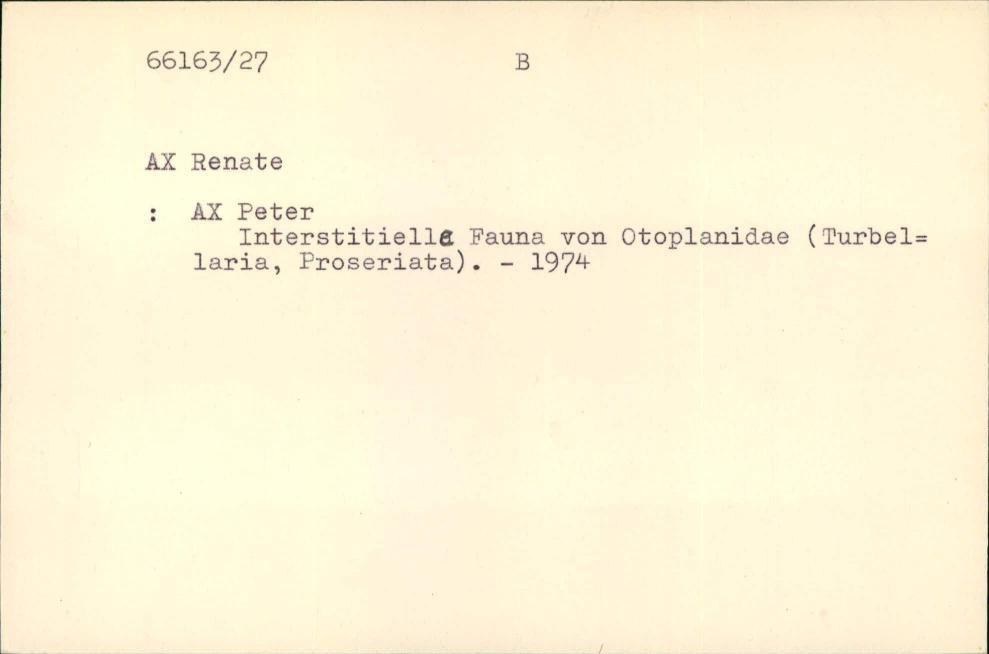 66163/27 B
AX Renate
: AX Peter
Interstitielle Fauna von Otoplanidae (Turbel=
laria, Proseriata). - 1974